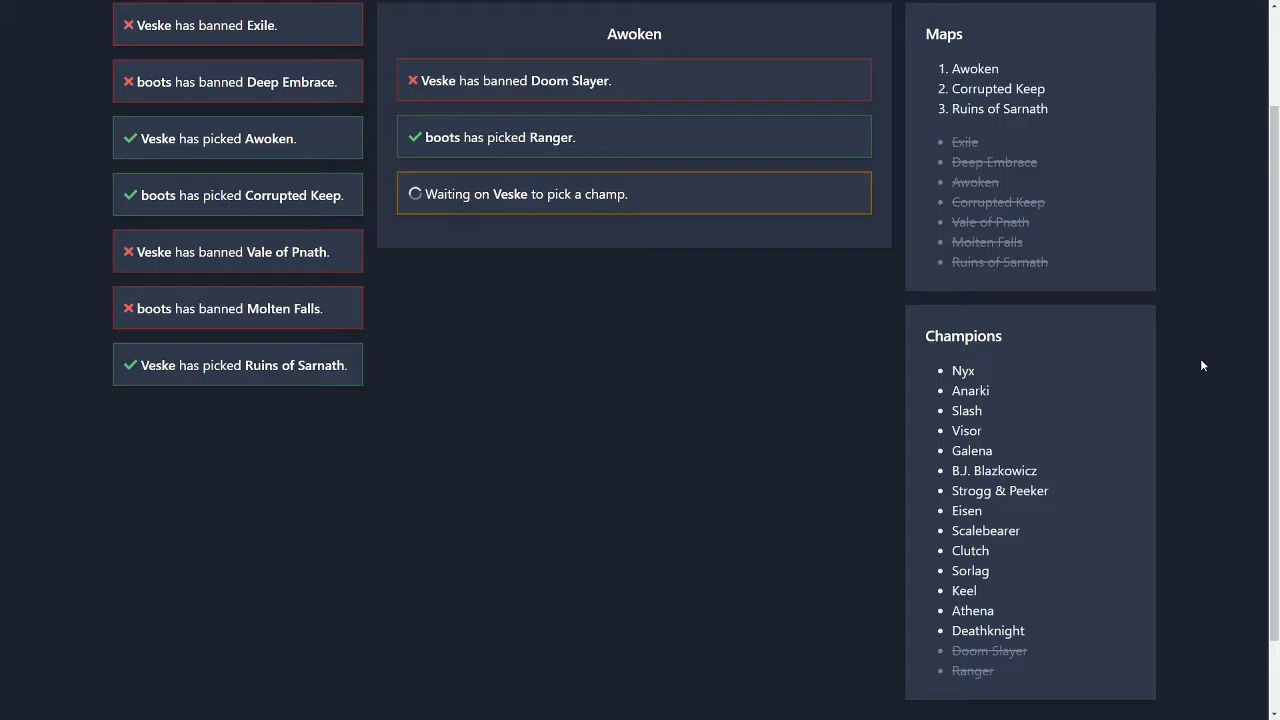 Veske has banned Exile.
boots has banned Deep Embrace.
Veske has picked Awoken.
boots has picked Corrupted Keep.
Veske has banned Vale of Pnath.
boots has banned Molten Falls.
Veske has picked Ruins of Sarnath.
Awoken
Veske has banned Doom Slayer.
boots has picked Ranger.
Waiting on Veske to pick a champ.
Maps
1. Awoken
2. Corrupted Keep
3. Ruins of Sarnath
Exile
Deep Embrace
Awoken
Corrupted Keep
Vale of Pnath
Molten Falls
Ruins of Sarnath
Champions
Nyx
Anarki
Slash
Visor
Galena
B.J. Blazkowicz
Strogg & Peeker
Eisen
Scalebearer
Clutch
Sorlag
Keel
Athena
Deathknight
Doom Slayer
Ranger